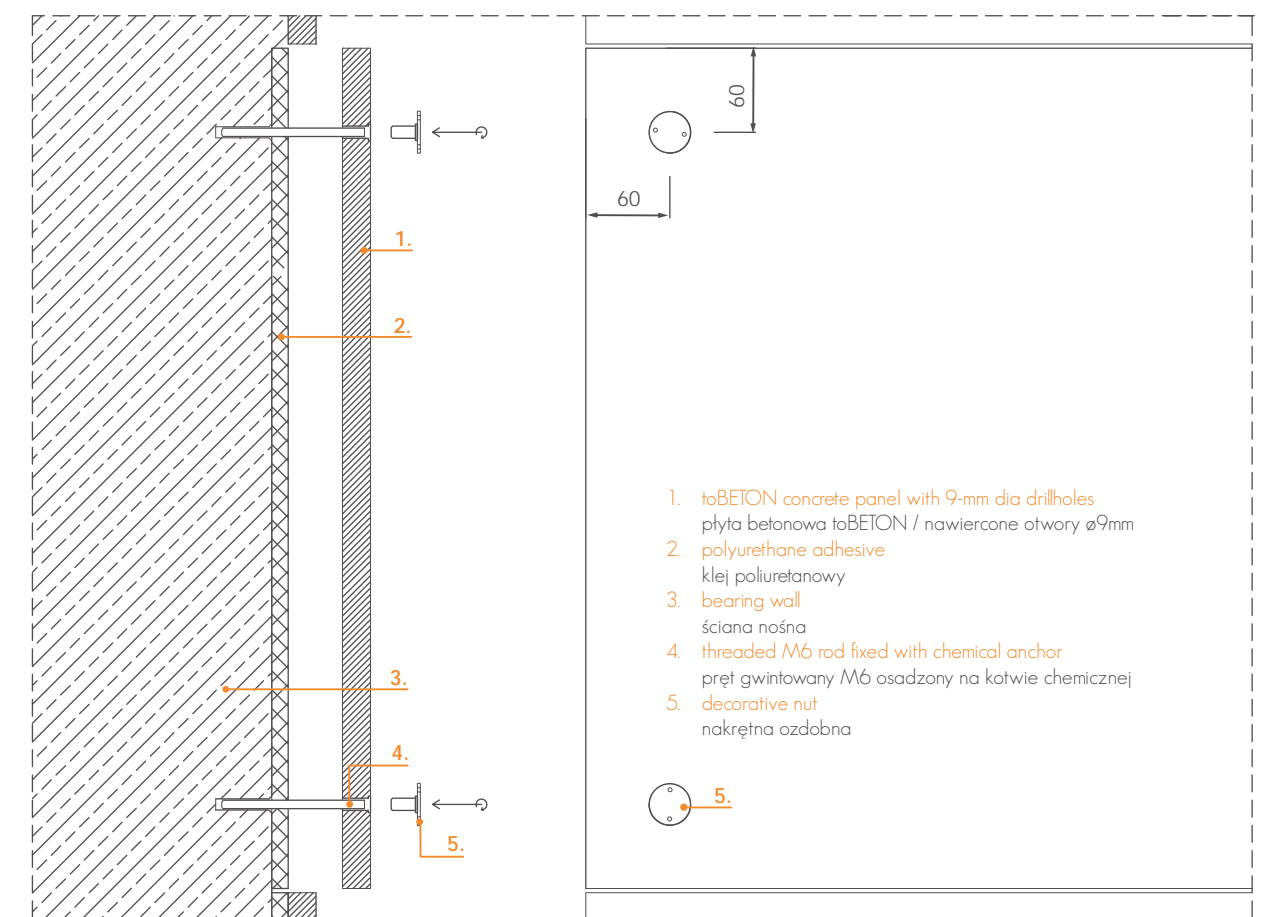 60
60
1.
2.
1. toBETON concrete panel with 9-mm dia drillholes
płyta betonowa toBETON / nawiercone otwory ø9mm
2. polyurethane adhesive
klej poliuretanowy
3. bearing wall
ściana nośna
4. threaded M6 rod fixed with chemical anchor
pręt gwintowany M6 osadzony na kotwie chemicznej
5. decorative nut
nakrętna ozdobna
3.
4.
5.
5.